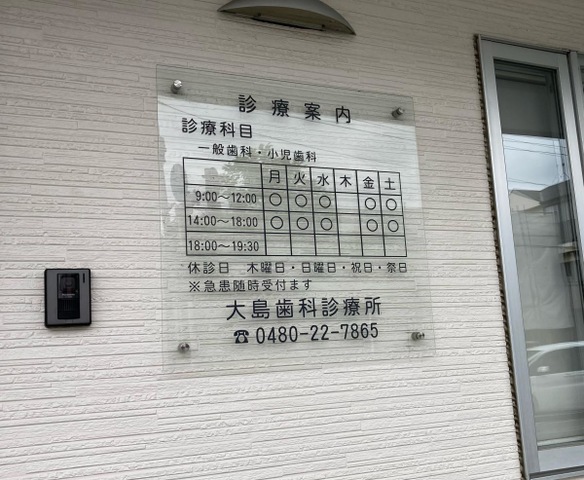 診療案内
診療科目
一般歯科・小児歯科
月 火 水 木 金 土
9:00〜12:00 ○ ○ ○ ○ ○
14:00〜18:00 ○ ○ ○ ○ ○
18:00〜19:30
休診日 木曜日・日曜日・祝日・祭日
※急患随時受付ます
大島歯科診療所
☎0480-22-7865